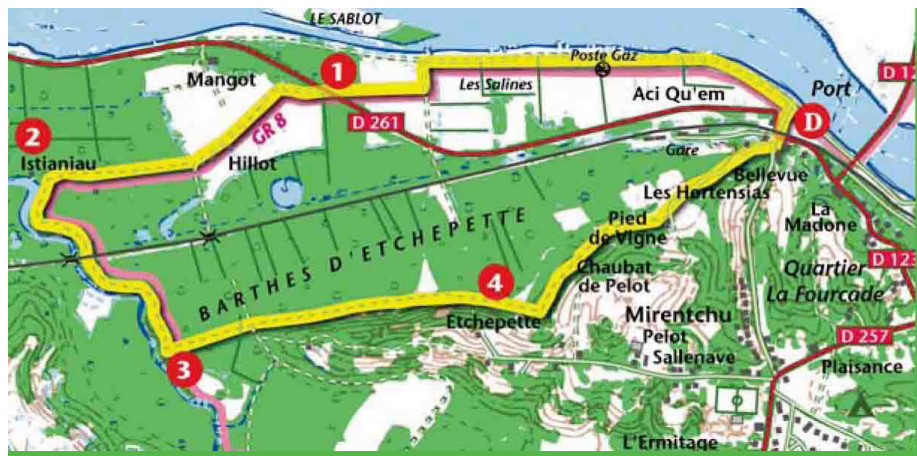 LE SABLOT
Mangot
1
Poste Gaz
Les Salines
Aci Qu'em
Port
D 12
D
D 261
GR 8
2
Istianiau
Hillot
Gare
Bellevue
Les Hortensias
La
Madone
Pied
de Vigne
BARTHES D'ETCHEPETTE
Chaubat
de Pelot
D 123
Quartier
La Fourcade
4
Etchepette
Mirentchu
Pelot
Sallenave
D 257
Plaisance
3
L'Ermitage